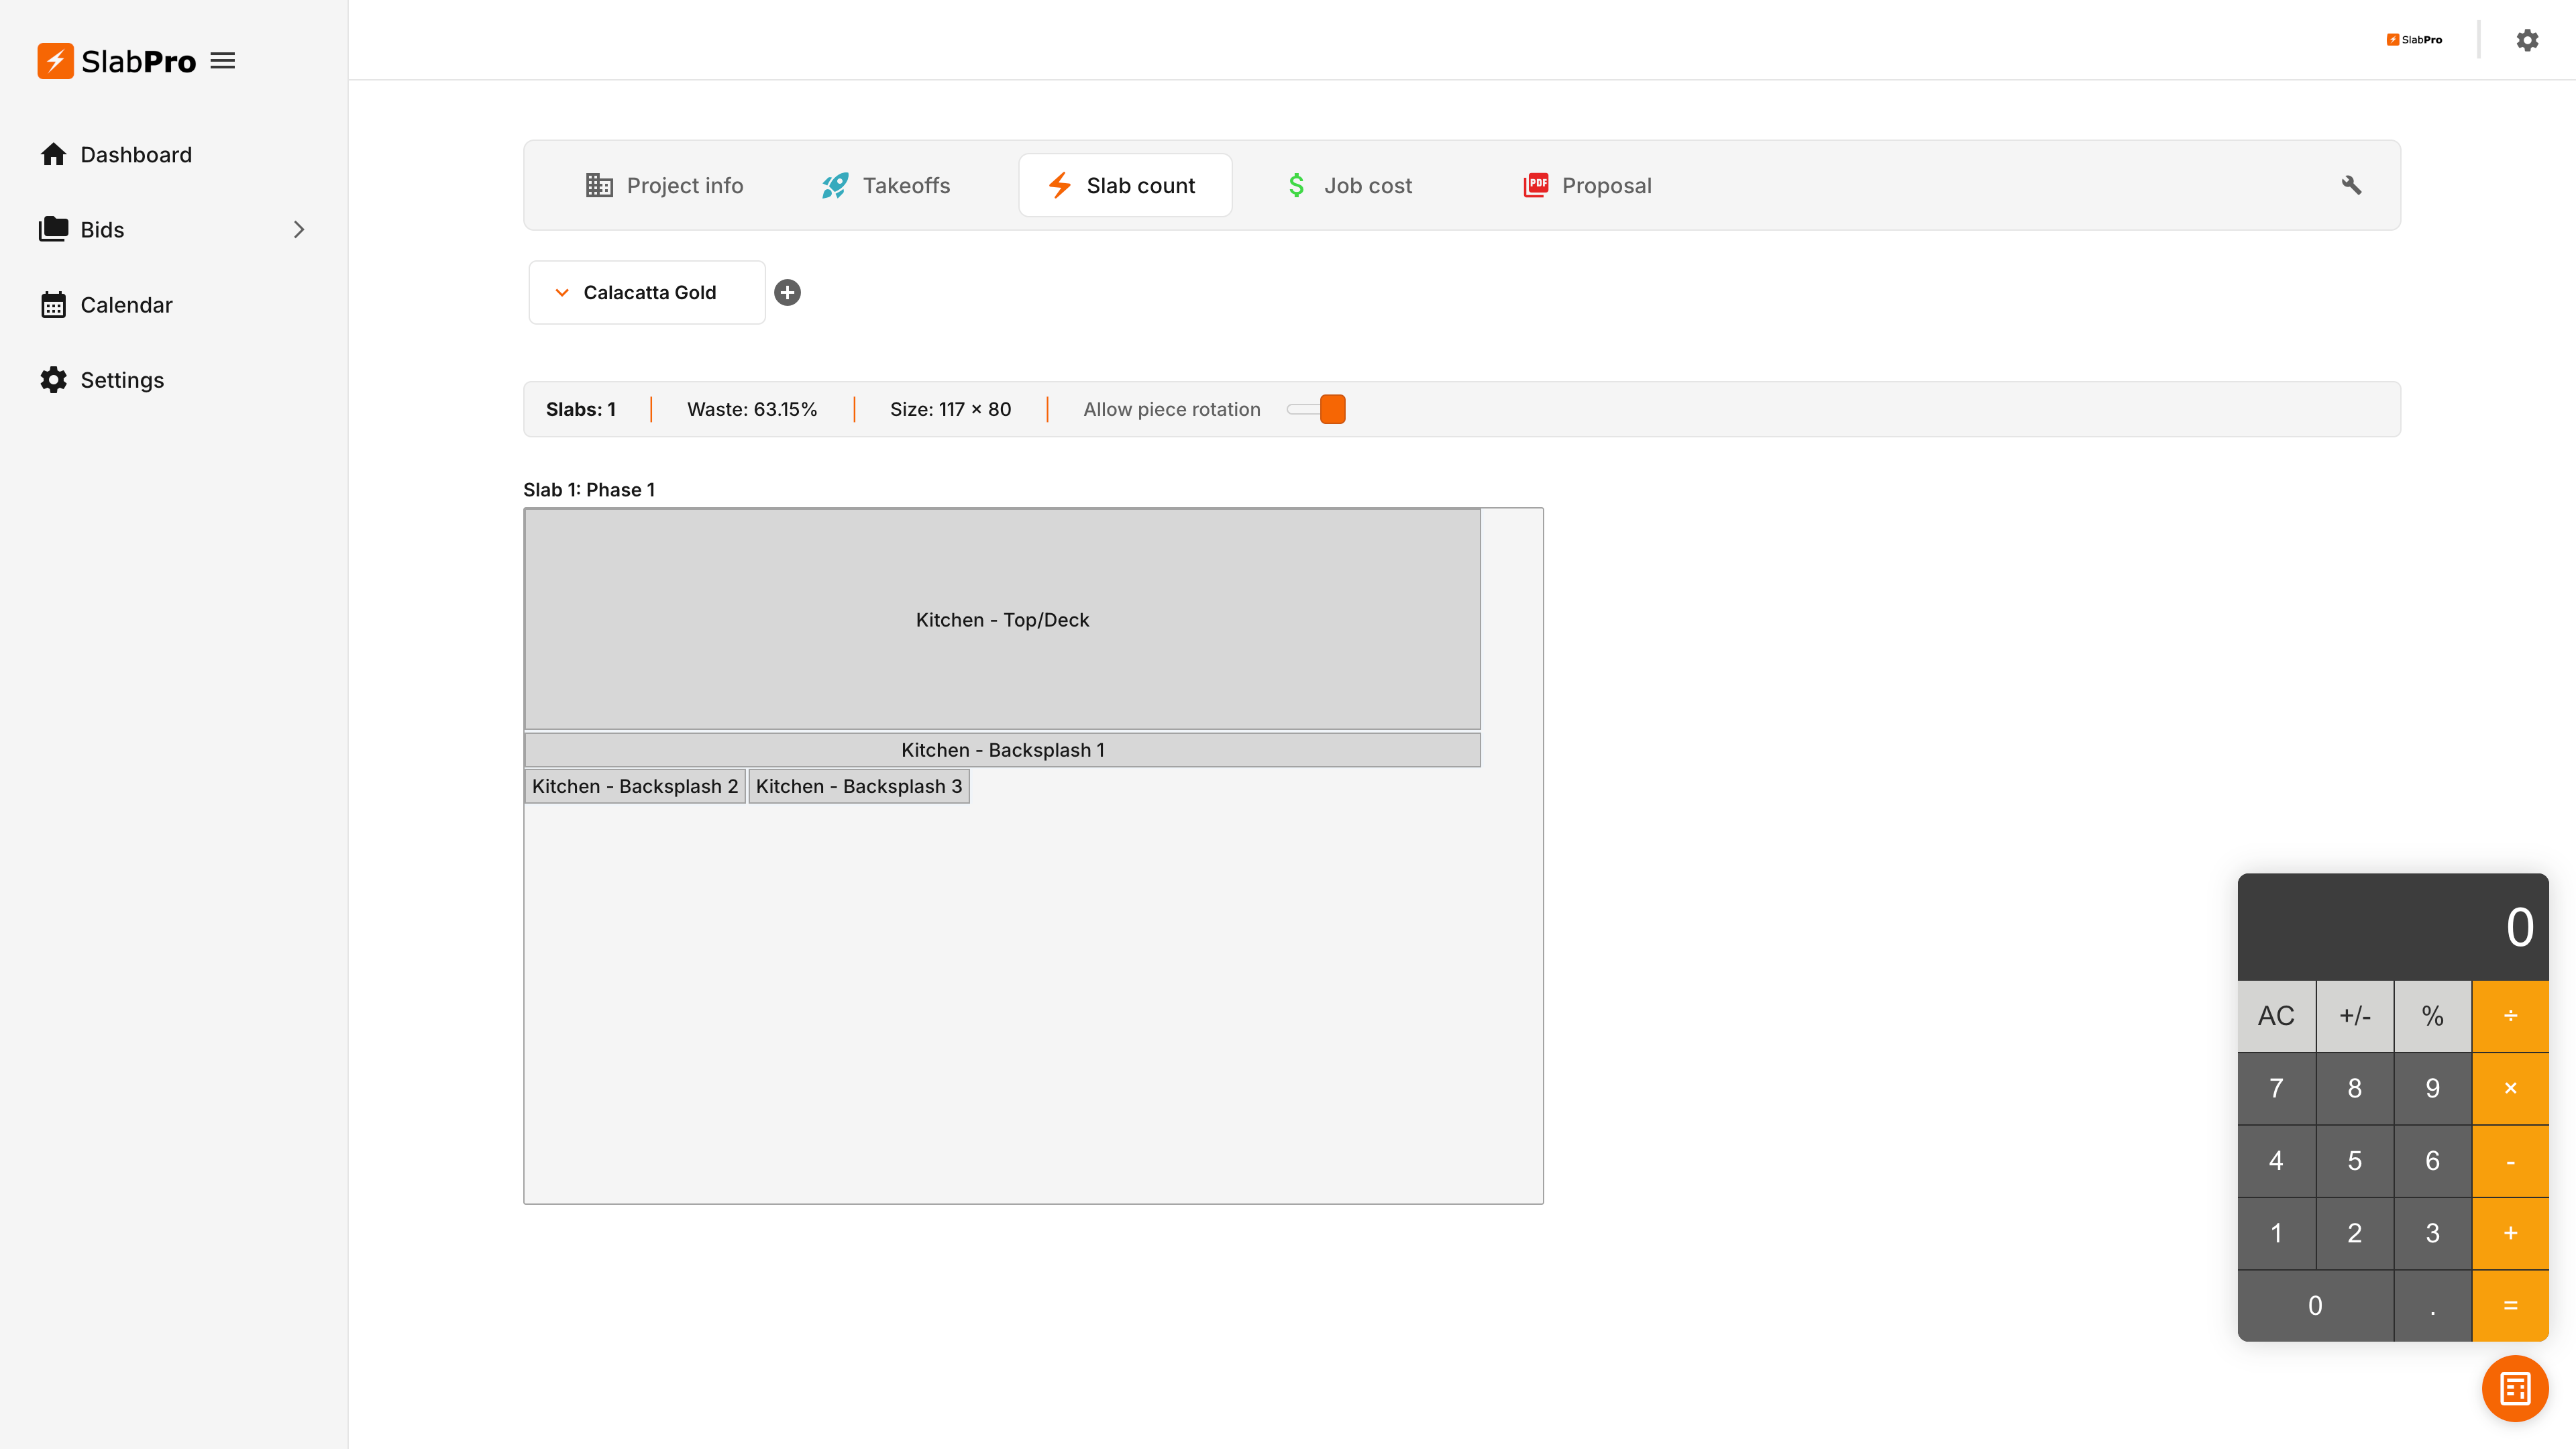 SlabPro
SlabPro
Dashboard
Bids
Calendar
Settings
Project info
Takeoffs
Slab count
$ Job cost
PDF Proposal
Calacatta Gold
Slabs: 1
Waste: 63.15%
Size: 117 × 80
Allow piece rotation
Slab 1: Phase 1
Kitchen - Top/Deck
Kitchen - Backsplash 1
Kitchen - Backsplash 2
Kitchen - Backsplash 3
0
AC +/- % ÷
7 8 9 ×
4 5 6 -
1 2 3 +
0 . =